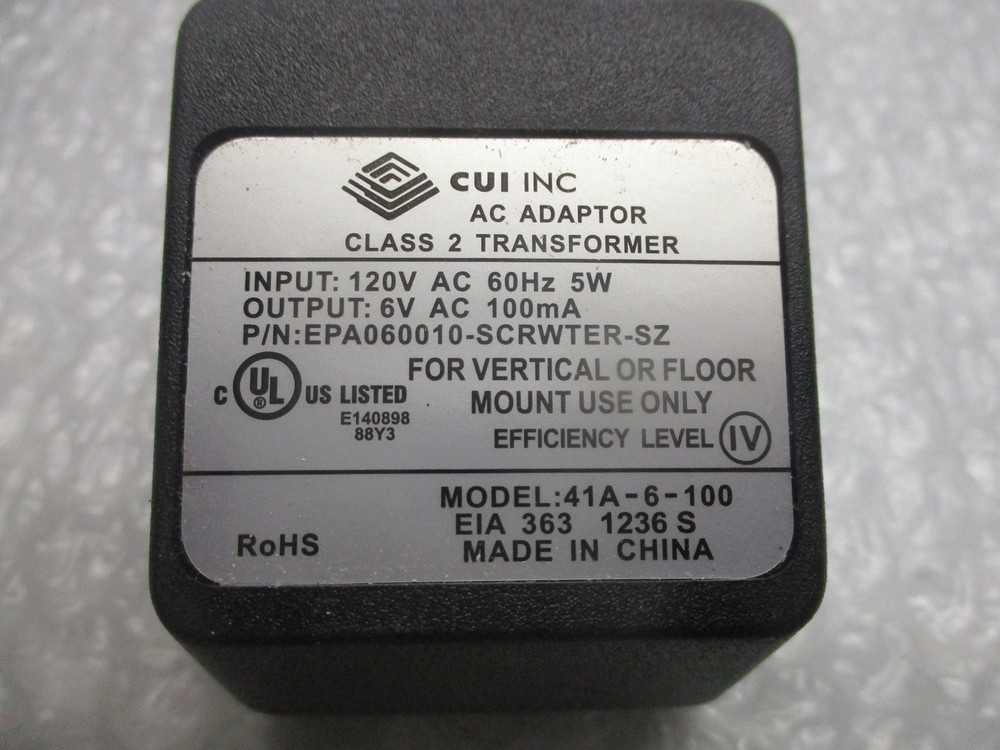 CUI INC
AC ADAPTOR
CLASS 2 TRANSFORMER
INPUT: 120V AC 60Hz 5W
OUTPUT: 6V AC 100mA
P/N:EPA060010-SCRWTER-SZ
C UL ® US LISTED
E140898
88Y3
FOR VERTICAL OR FLOOR
MOUNT USE ONLY
EFFICIENCY LEVEL IV
MODEL:41A-6-100
EIA 363 1236 S
RoHS
MADE IN CHINA